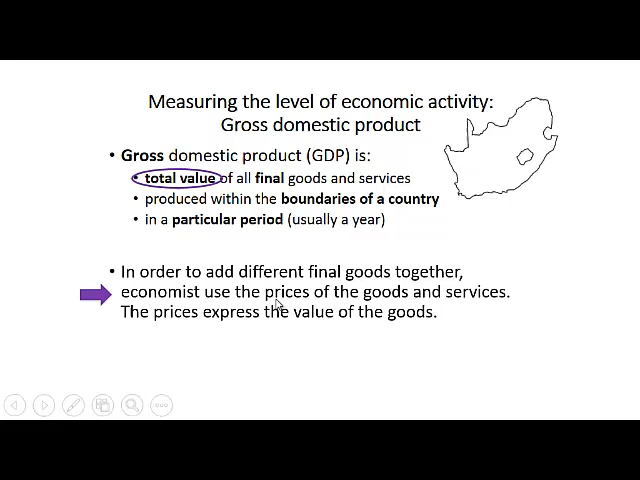 Measuring the level of economic activity:
Gross domestic product
• Gross domestic product (GDP) is:
• total value of all final goods and services
• produced within the boundaries of a country
• in a particular period (usually a year)
• In order to add different final goods together,
economist use the prices of the goods and services.
The prices express the value of the goods.